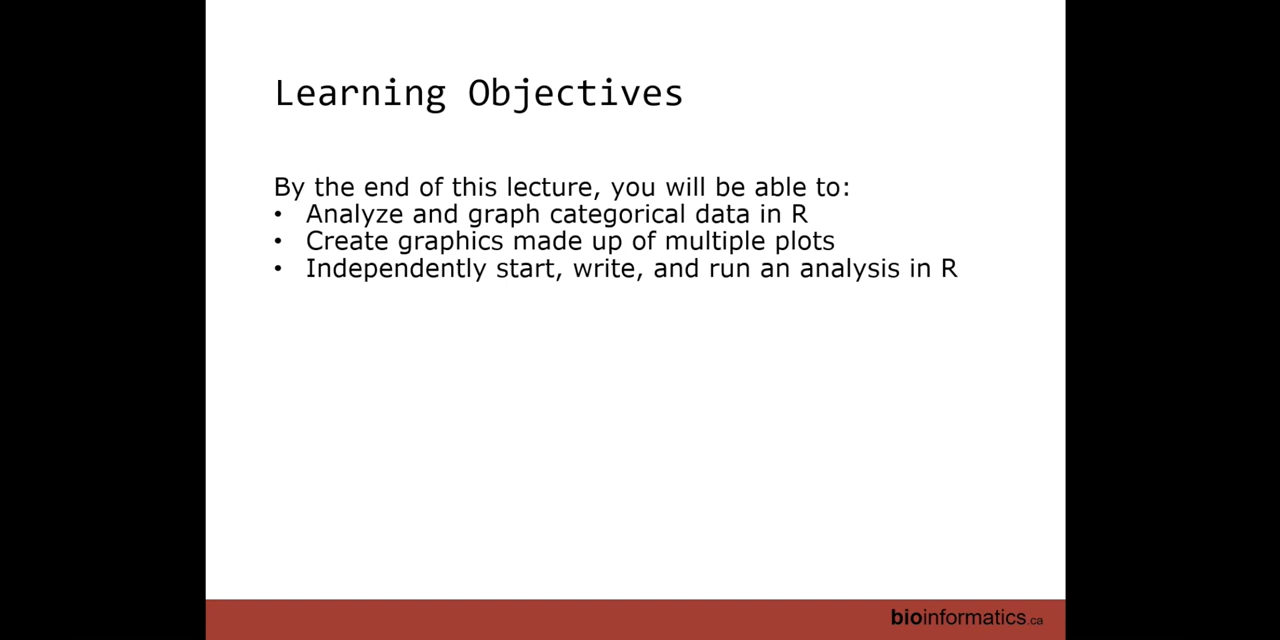 Learning Objectives
By the end of this lecture, you will be able to:
• Analyze and graph categorical data in R
• Create graphics made up of multiple plots
• Independently start, write, and run an analysis in R
bioinformatics.ca